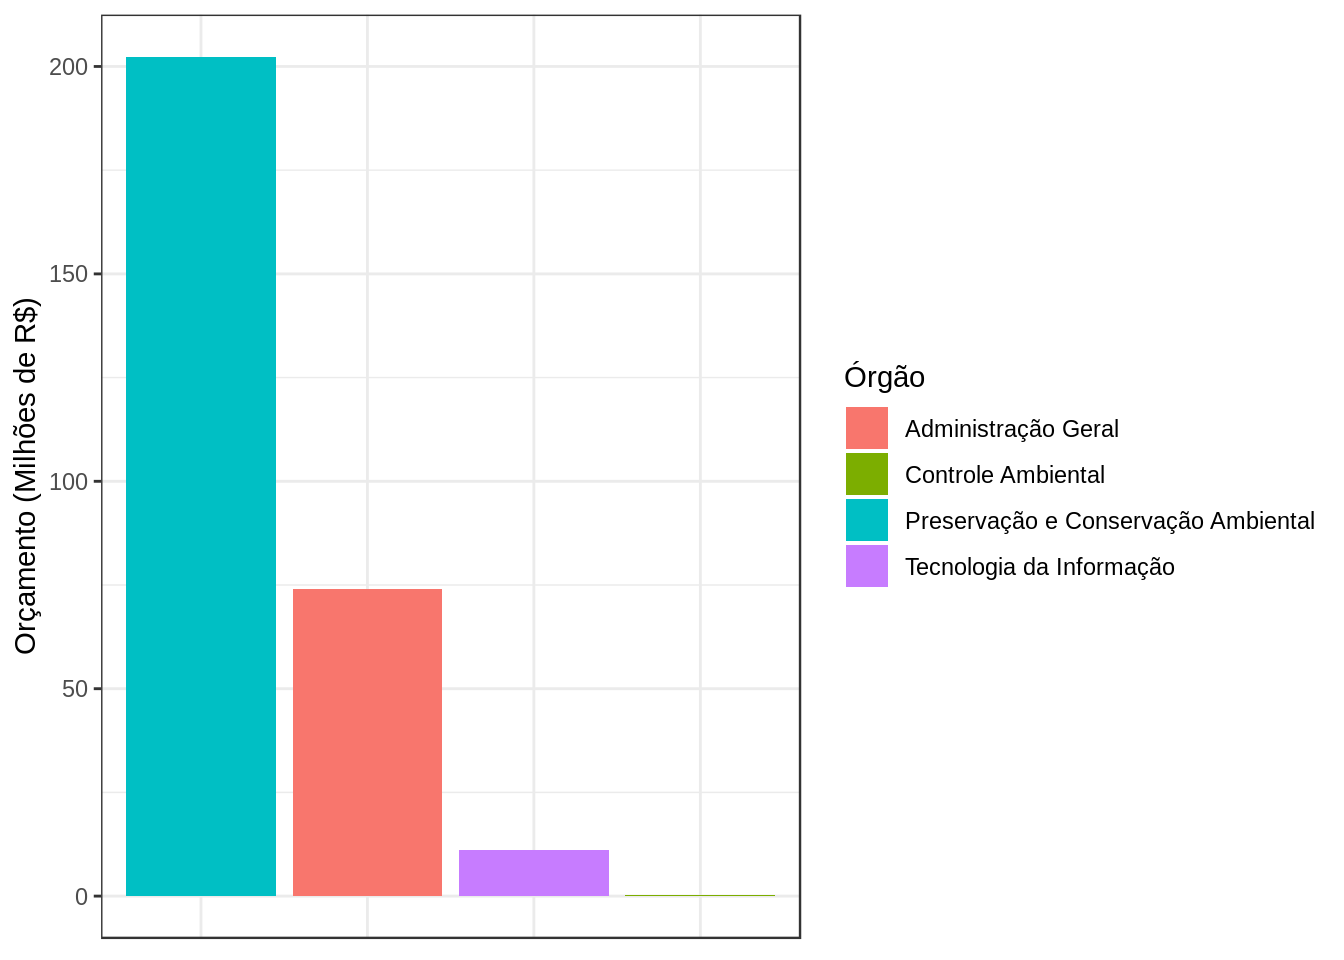 Orçamento (Milhões de R$)
200
150
100
50
0
Órgão
Administração Geral
Controle Ambiental
Preservação e Conservação Ambiental
Tecnologia da Informação